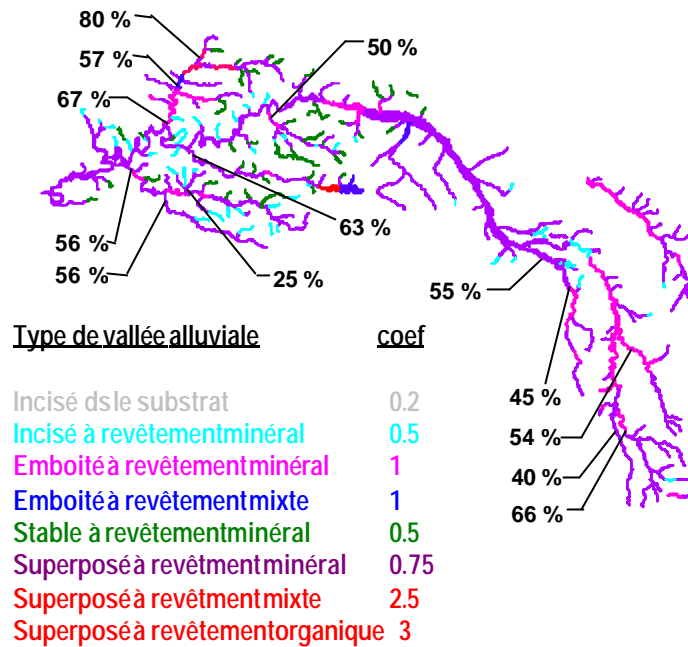 80 %
57 %
50 %
67 %
63 %
56 %
56 %
25 %
55 %
45 %
54 %
40 %
66 %
Type de vallée alluviale coef
Incisé ds le substrat 0.2
Incisé à revêtement minéral 0.5
Emboité à revêtement minéral 1
Emboité à revêtement mixte 1
Stable à revêtement minéral 0.5
Superposé à revêtment minéral 0.75
Superposé à revêtment mixte 2.5
Superposé à revêtement organique 3